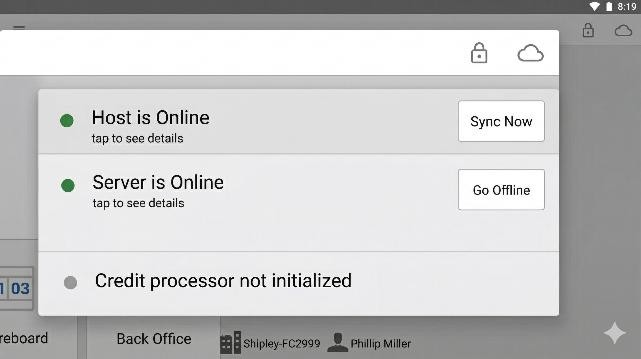 8:19
Host is Online
tap to see details
Sync Now
Server is Online
tap to see details
Go Offline
Credit processor not initialized
03
reboard
Back Office
Shipley-FC2999
Phillip Miller